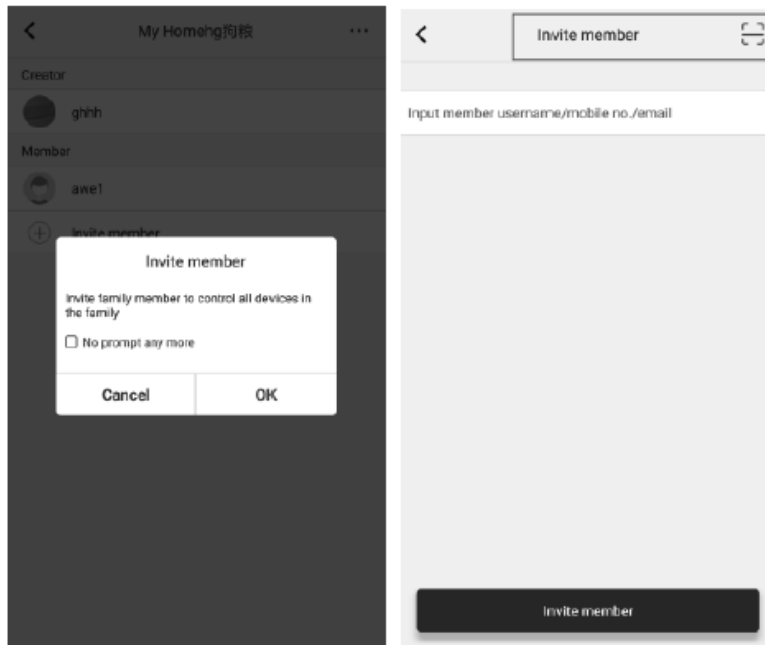 My Homehg狗粮
Creator
ghhh
Member
awe1
Invite member
Invite member
Invite family member to control all devices in
the family
No prompt any more
Cancel
OK
Invite member
Input member username/mobile no./email
Invite member